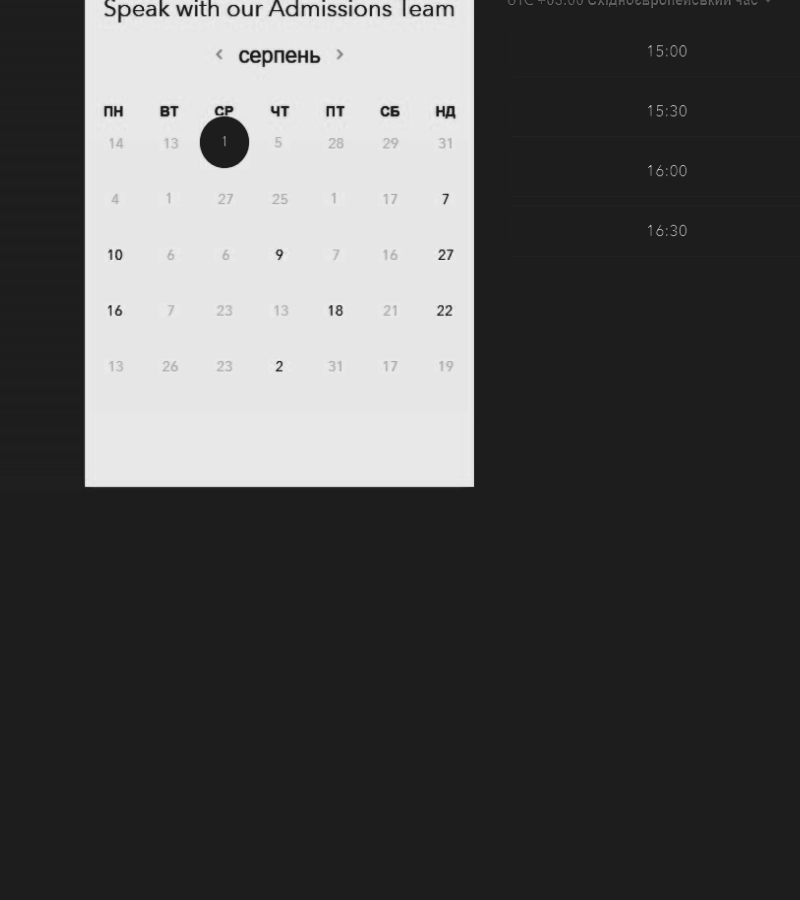 Speak with our Admissions Team
серпень
ПН ВТ СР ЧТ ПТ СБ НД
14 13 1 5 28 29 31
4 1 27 25 1 17 7
10 6 6 9 7 16 27
16 7 23 13 18 21 22
13 26 23 2 31 17 19
UTC +03:00 Східноєвропейський час
15:00
15:30
16:00
16:30